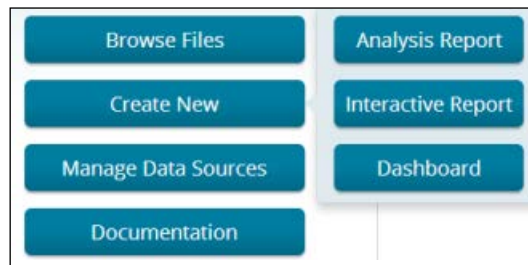 Browse Files
Create New
Manage Data Sources
Documentation
Analysis Report
Interactive Report
Dashboard